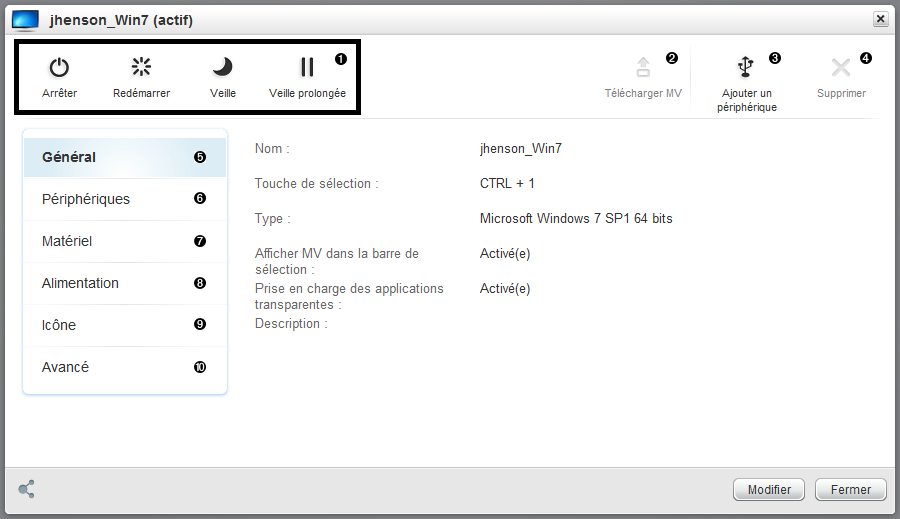 jhenson_Win7 (actif)
Arrêter
Redémarrer
Veille
Veille prolongée
❶
Télécharger MV
❷
Ajouter un
périphérique
❸
Supprimer
❹
Général ❺
Périphériques ❻
Matériel ❼
Alimentation ❽
Icône ❾
Avancé ❿
Nom : jhenson_Win7
Touche de sélection : CTRL + 1
Type : Microsoft Windows 7 SP1 64 bits
Afficher MV dans la barre de Activé(e)
sélection :
Prise en charge des applications Activé(e)
transparentes :
Description :
Modifier
Fermer